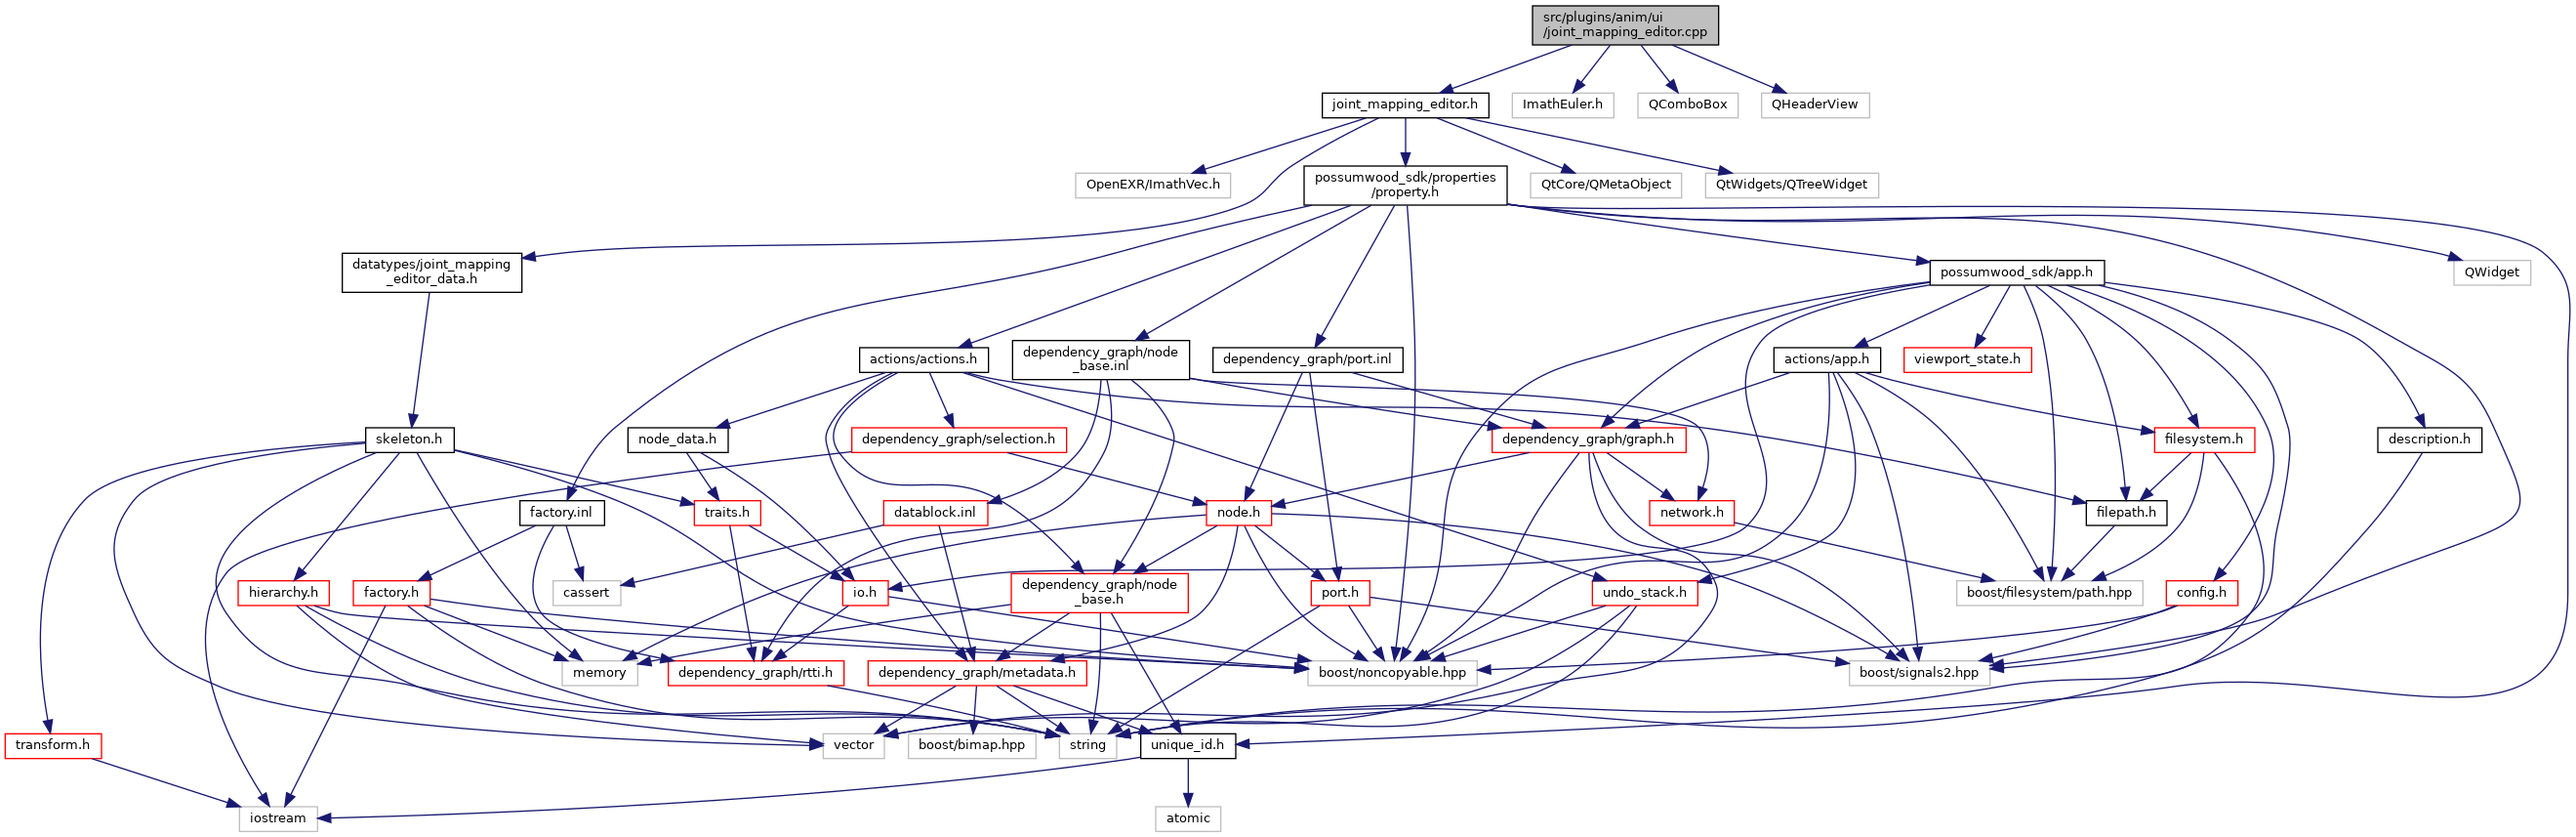 src/plugins/anim/ui
/joint_mapping_editor.cpp
joint_mapping_editor.h
ImathEuler.h
QComboBox
QHeaderView
OpenEXR/ImathVec.h
possumwood_sdk/properties
/property.h
QtCore/QMetaObject
QtWidgets/QTreeWidget
datatypes/joint_mapping
_editor_data.h
possumwood_sdk/app.h
QWidget
actions/actions.h
dependency_graph/node
_base.inl
dependency_graph/port.inl
actions/app.h
viewport_state.h
skeleton.h
node_data.h
dependency_graph/selection.h
dependency_graph/graph.h
filesystem.h
description.h
factory.inl
traits.h
datablock.inl
node.h
network.h
filepath.h
hierarchy.h
factory.h
cassert
io.h
dependency_graph/node
_base.h
port.h
undo_stack.h
boost/filesystem/path.hpp
config.h
memory
dependency_graph/rtti.h
dependency_graph/metadata.h
boost/noncopyable.hpp
boost/signals2.hpp
transform.h
vector
boost/bimap.hpp
string
unique_id.h
iostream
atomic